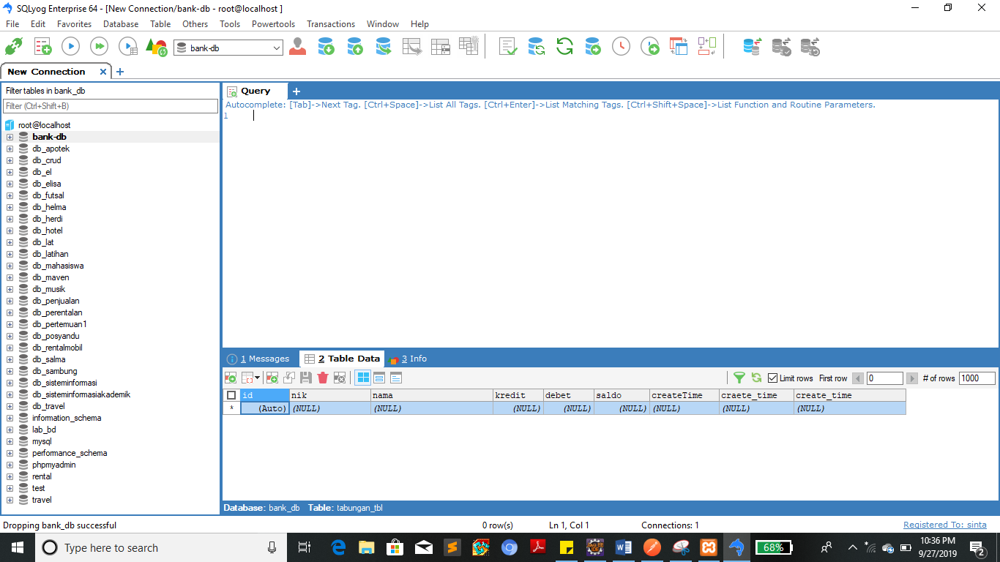 SQLyog Enterprise 64 - [New Connection/bank-db - root@localhost ]
File Edit Favorites Database Table Others Tools Powertools Transactions Window Help
bank-db
New Connection
Filter tables in bank_db
Filter (Ctrl+Shift+B)
root@localhost
bank-db
db_apotek
db_crud
db_el
db_elisa
db_futsal
db_helma
db_herdi
db_hotel
db_lat
db_latihan
db_mahasiswa
db_maven
db_musik
db_penjualan
db_perentalan
db_pertemuan1
db_posyandu
db_rentalmobil
db_salma
db_sambung
db_sisteminformasi
db_sisteminformasiakademik
db_travel
information_schema
lab_bd
mysql
performance_schema
phpmyadmin
rental
test
travel
Query
Autocomplete: [Tab]->Next Tag. [Ctrl+Space]->List All Tags. [Ctrl+Enter]->List Matching Tags. [Ctrl+Shift+Space]->List Function and Routine Parameters.
1
1 Messages 2 Table Data 3 Info
Limit rows First row 0 # of rows 1000
id nik nama kredit debet saldo createTime craete_time create_time
* (Auto) (NULL) (NULL) (NULL) (NULL) (NULL) (NULL) (NULL) (NULL)
Database: bank_db Table: tabungan_tbl
Dropping bank_db successful 0 row(s) Ln 1, Col 1 Connections: 1 Registered To: sinta
Type here to search
68%
10:36 PM
9/27/2019
2